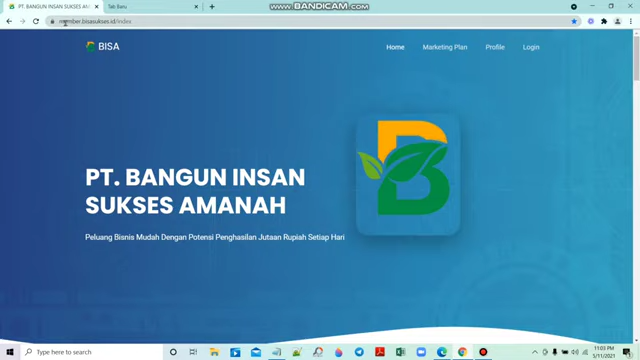 PT. BANGUN INSAN SUKSES AM
Tab Baru
www.BANDICAM.com
member.bisasukses.id/index
BISA
Home
Marketing Plan
Profile
Login
PT. BANGUN INSAN
SUKSES AMANAH
Peluang Bisnis Mudah Dengan Potensi Penghasilan Jutaan Rupiah Setiap Hari
Type here to search
11:03 PM
5/11/2021